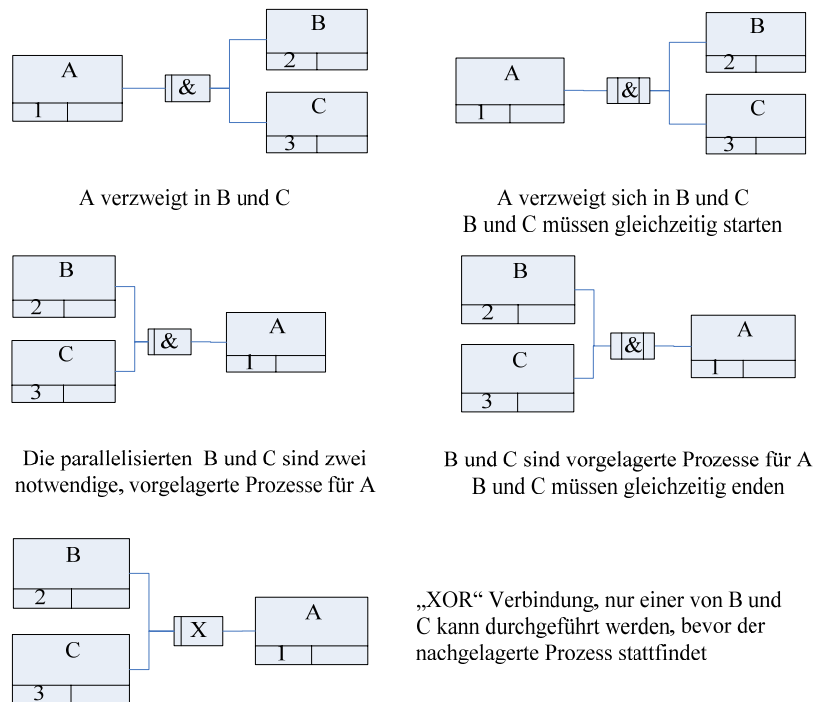 A
1
&
B
2
C
3
A verzweigt in B und C
A
1
&
B
2
C
3
A verzweigt sich in B und C
B und C müssen gleichzeitig starten
B
2
C
3
&
A
1
Die parallelisierten B und C sind zwei
notwendige, vorgelagerte Prozesse für A
B
2
C
3
&
A
1
B und C sind vorgelagerte Prozesse für A
B und C müssen gleichzeitig enden
B
2
C
3
X
A
1
„XOR“ Verbindung, nur einer von B und
C kann durchgeführt werden, bevor der
nachgelagerte Prozess stattfindet